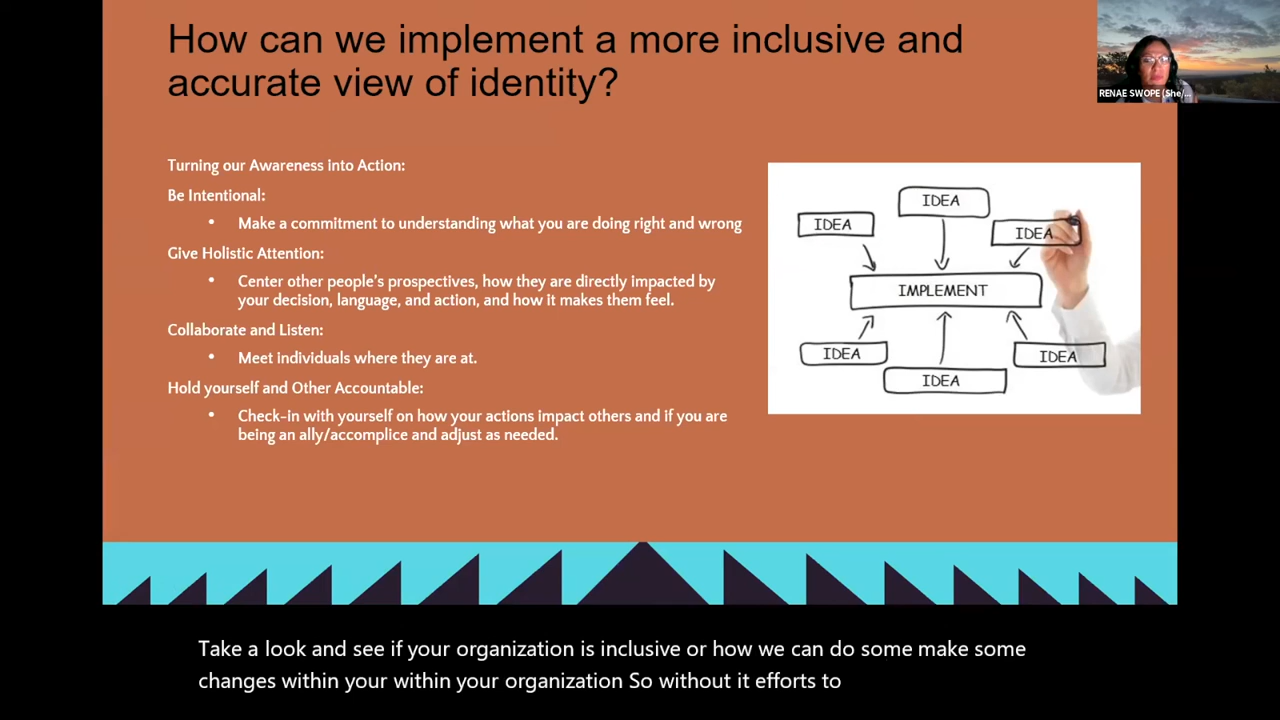 How can we implement a more inclusive and
accurate view of identity?
RENAE SWOPE (She/...
Turning our Awareness into Action:
Be Intentional:
• Make a commitment to understanding what you are doing right and wrong
Give Holistic Attention:
• Center other people's prospectives, how they are directly impacted by
your decision, language, and action, and how it makes them feel.
Collaborate and Listen:
• Meet individuals where they are at.
Hold yourself and Other Accountable:
• Check-in with yourself on how your actions impact others and if you are
being an ally/accomplice and adjust as needed.
IDEA
IDEA
IDEA
IMPLEMENT
IDEA
IDEA
IDEA
Take a look and see if your organization is inclusive or how we can do some make some
changes within your within your organization So without it efforts to